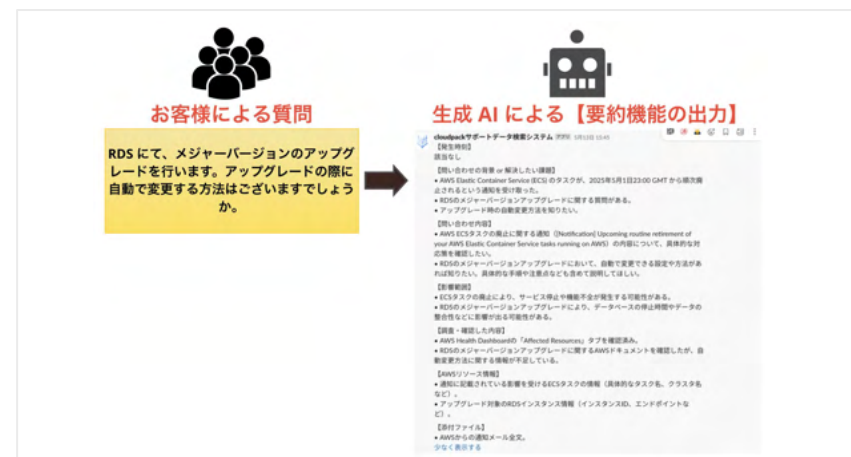 お客様による質問
RDS にて、メジャーバージョンのアップグ
レードを行います。アップグレードの際に
自動で変更する方法はございますでしょう
か。
生成 AI による【要約機能の出力】
cloudpackサポートデータ検索システム アプリ 5月12日 13:45
【発生時刻】
該当なし
【問い合わせの背景 or 解決したい課題】
• AWS Elastic Container Service (ECS) のタスクが、2025年5月1日23:00 GMT から順次廃
止されるという通知を受け取った。
• RDSのメジャーバージョンアップグレードに関する質問がある。
• アップグレード時の自動変更方法を知りたい。
【問い合わせ内容】
• AWS ECSタスクの廃止に関する通知（[Notification] Upcoming routine retirement of
your AWS Elastic Container Service tasks running on AWS）の内容について、具体的な対
応策を確認したい。
• RDSのメジャーバージョンアップグレードにおいて、自動で変更できる設定や方法があ
れば知りたい。具体的な手順や注意点なども含めて説明してほしい。
【影響範囲】
• ECSタスクの廃止により、サービス停止や機能不全が発生する可能性がある。
• RDSのメジャーバージョンアップグレードにより、データベースの停止時間やデータの
整合性などに影響が出る可能性がある。
【調査・確認した内容】
• AWS Health Dashboardの「Affected Resources」タブを確認済み。
• RDSのメジャーバージョンアップグレードに関するAWSドキュメントを確認したが、自
動変更方法に関する情報が不足している。
【AWSリソース情報】
• 通知に記載されている影響を受けるECSタスクの情報（具体的なタスク名、クラスタ名
など）。
• アップグレード対象のRDSインスタンス情報（インスタンスID、エンドポイントな
ど）。
【添付ファイル】
• AWSからの通知メール全文。
少なく表示する